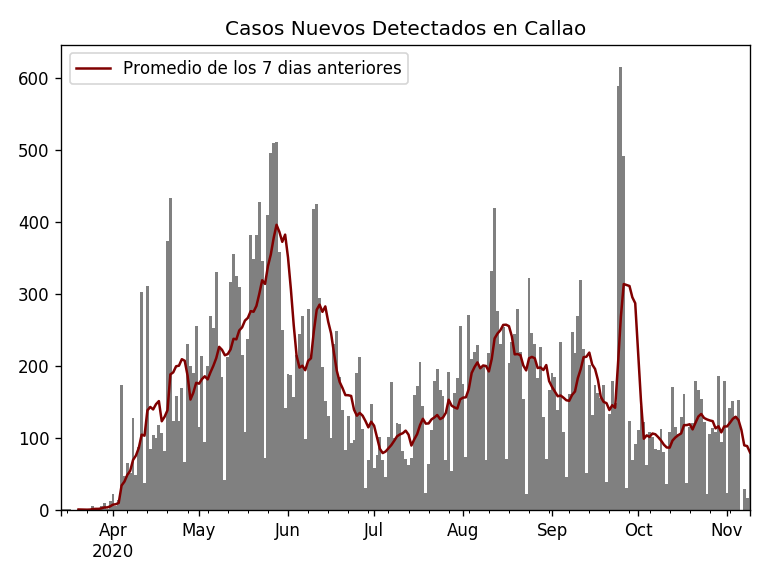 Casos Nuevos Detectados en Callao
Promedio de los 7 dias anteriores
600
500
400
300
200
100
0
Apr May Jun Jul Aug Sep Oct Nov
2020